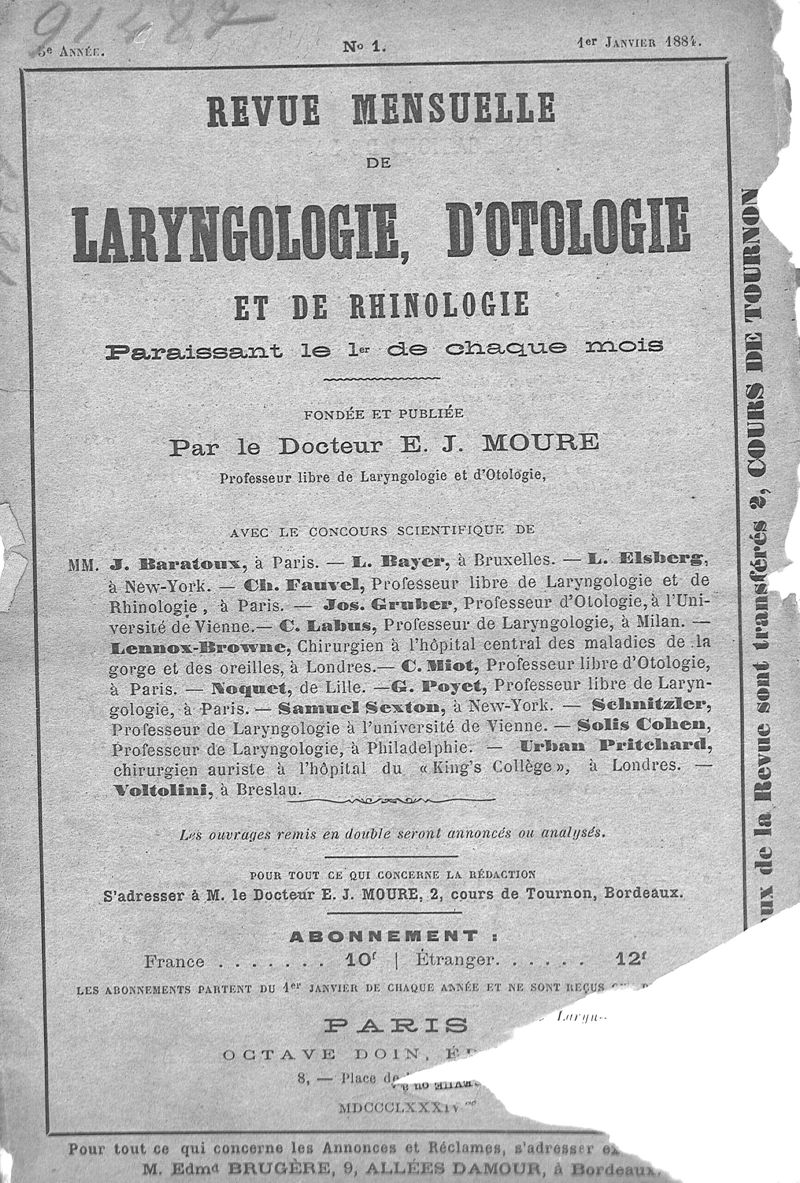 91487
5e ANNÉE. No 1. 1er JANVIER 1884.
REVUE MENSUELLE
DE
LARYNGOLOGIE, D'OTOLOGIE
ET DE RHINOLOGIE
Paraissant le 1er de chaque mois
FONDÉE ET PUBLIÉE
Par le Docteur E. J. MOURE
Professeur libre de Laryngologie et d'Otologie,
AVEC LE CONCOURS SCIENTIFIQUE DE
MM. J. Baratoux, à Paris. — L. Bayer, à Bruxelles. — L. Elsberg,
à New-York. — Ch. Fauvel, Professeur libre de Laryngologie et de
Rhinologie, à Paris. — Jos. Gruber, Professeur d'Otologie, à l'Uni-
versité de Vienne. — C. Labus, Professeur de Laryngologie, à Milan. —
Lennox-Browne, Chirurgien à l'hôpital central des maladies de la
gorge et des oreilles, à Londres. — C. Miot, Professeur libre d'Otologie,
à Paris. — Noquet, de Lille. — G. Poyet, Professeur libre de Laryn-
gologie, à Paris. — Samuel Sexton, à New-York. — Schnitzler,
Professeur de Laryngologie à l'université de Vienne. — Solis Cohen,
Professeur de Laryngologie, à Philadelphie. — Urban Pritchard,
chirurgien auriste à l'hôpital du « King's Collège », à Londres. —
Voltolini, à Breslau.
Les ouvrages remis en double seront annoncés ou analysés.
POUR TOUT CE QUI CONCERNE LA RÉDACTION
S'adresser à M. le Docteur E. J. MOURE, 2, cours de Tournon, Bordeaux.
ABONNEMENT :
France . . . . . . . 10f | Étranger. . . . . . 12f
LES ABONNEMENTS PARTENT DU 1er JANVIER DE CHAQUE ANNÉE ET NE SONT REÇUS
PARIS
OCTAVE DOIN,
8, — Place de
MDCCCLXXXIV
Pour tout ce qui concerne les Annonces et Réclames, s'adresser
M. Edmd BRUGÈRE, 9, ALLÉES DAMOUR, à Bordeaux.
de la Revue sont transférés 2, COURS DE TOURNON